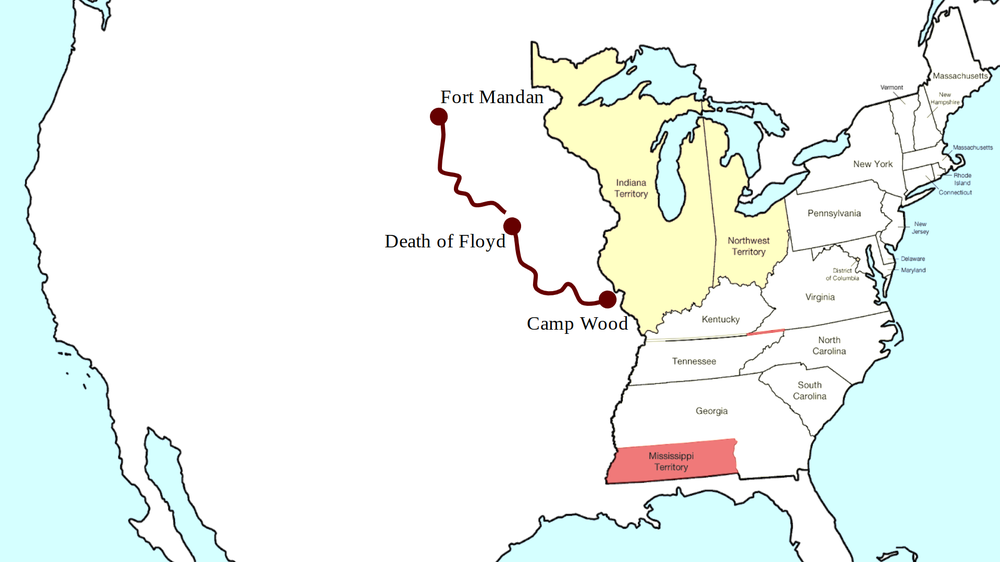 Fort Mandan
Death of Floyd
Camp Wood
Indiana
Territory
Northwest
Territory
Massachusetts
Vermont
New
Hampshire
Massachusetts
New York
Rhode
Island
Connecticut
Pennsylvania
New
Jersey
Delaware
Maryland
District
of Columbia
Virginia
Kentucky
North
Carolina
Tennessee
South
Carolina
Georgia
Mississippi
Territory